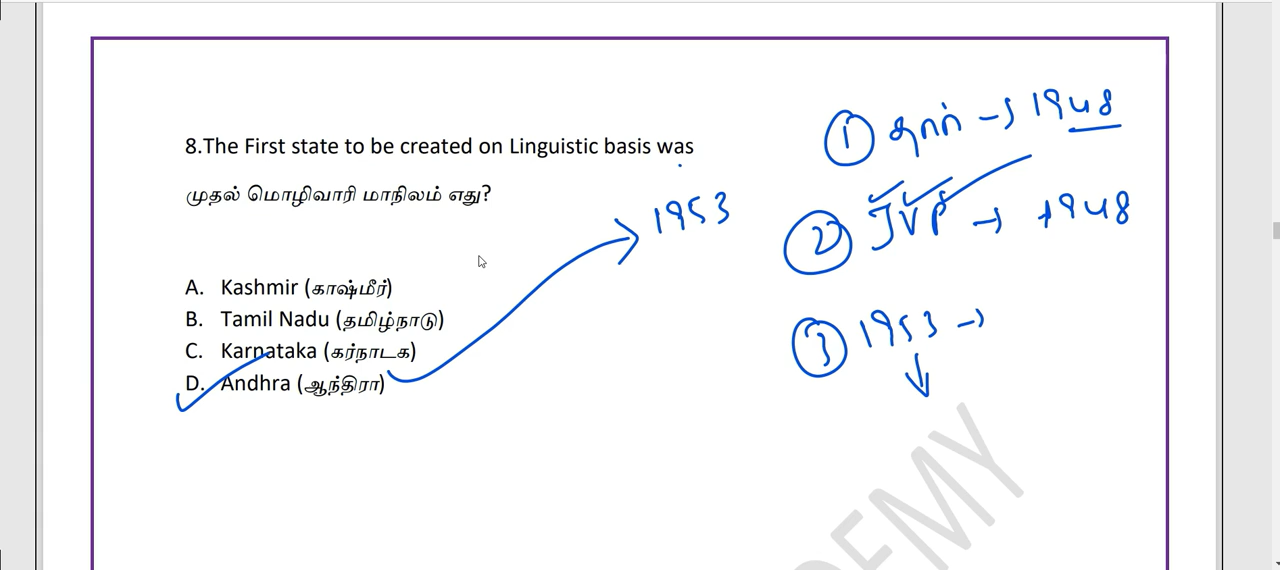 8.The First state to be created on Linguistic basis was
முதல் மொழிவாரி மாநிலம் எது?
A. Kashmir (காஷ்மீர்)
B. Tamil Nadu (தமிழ்நாடு)
C. Karnataka (கர்நாடக)
D. Andhra (ஆந்திரா)
1953
① தார் → 1948
② JVP → 1948
③ 1953 →
DEMY